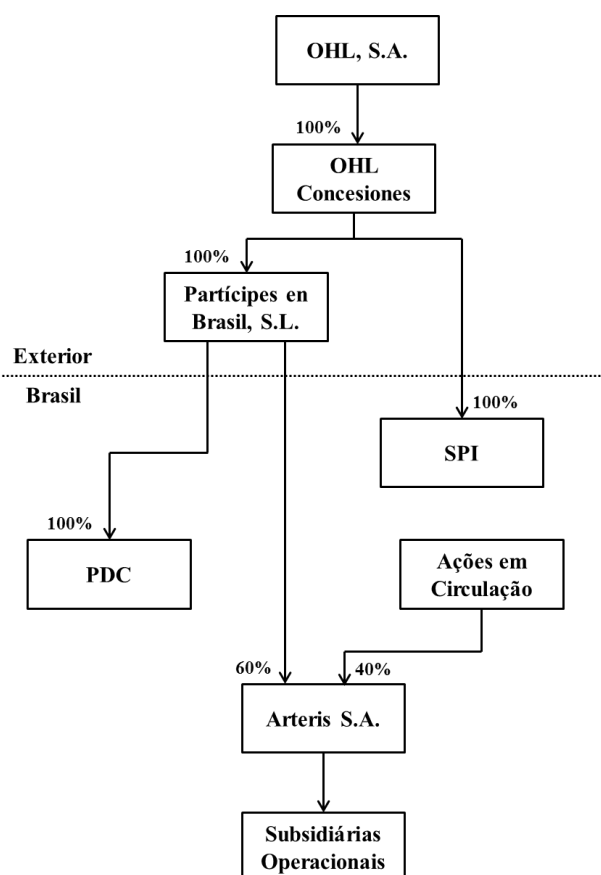 OHL, S.A.
100%
OHL
Concesiones
100%
Partícipes en
Brasil, S.L.
Exterior
Brasil
100%
SPI
100%
PDC
Ações em
Circulação
60%
40%
Arteris S.A.
Subsidiárias
Operacionais